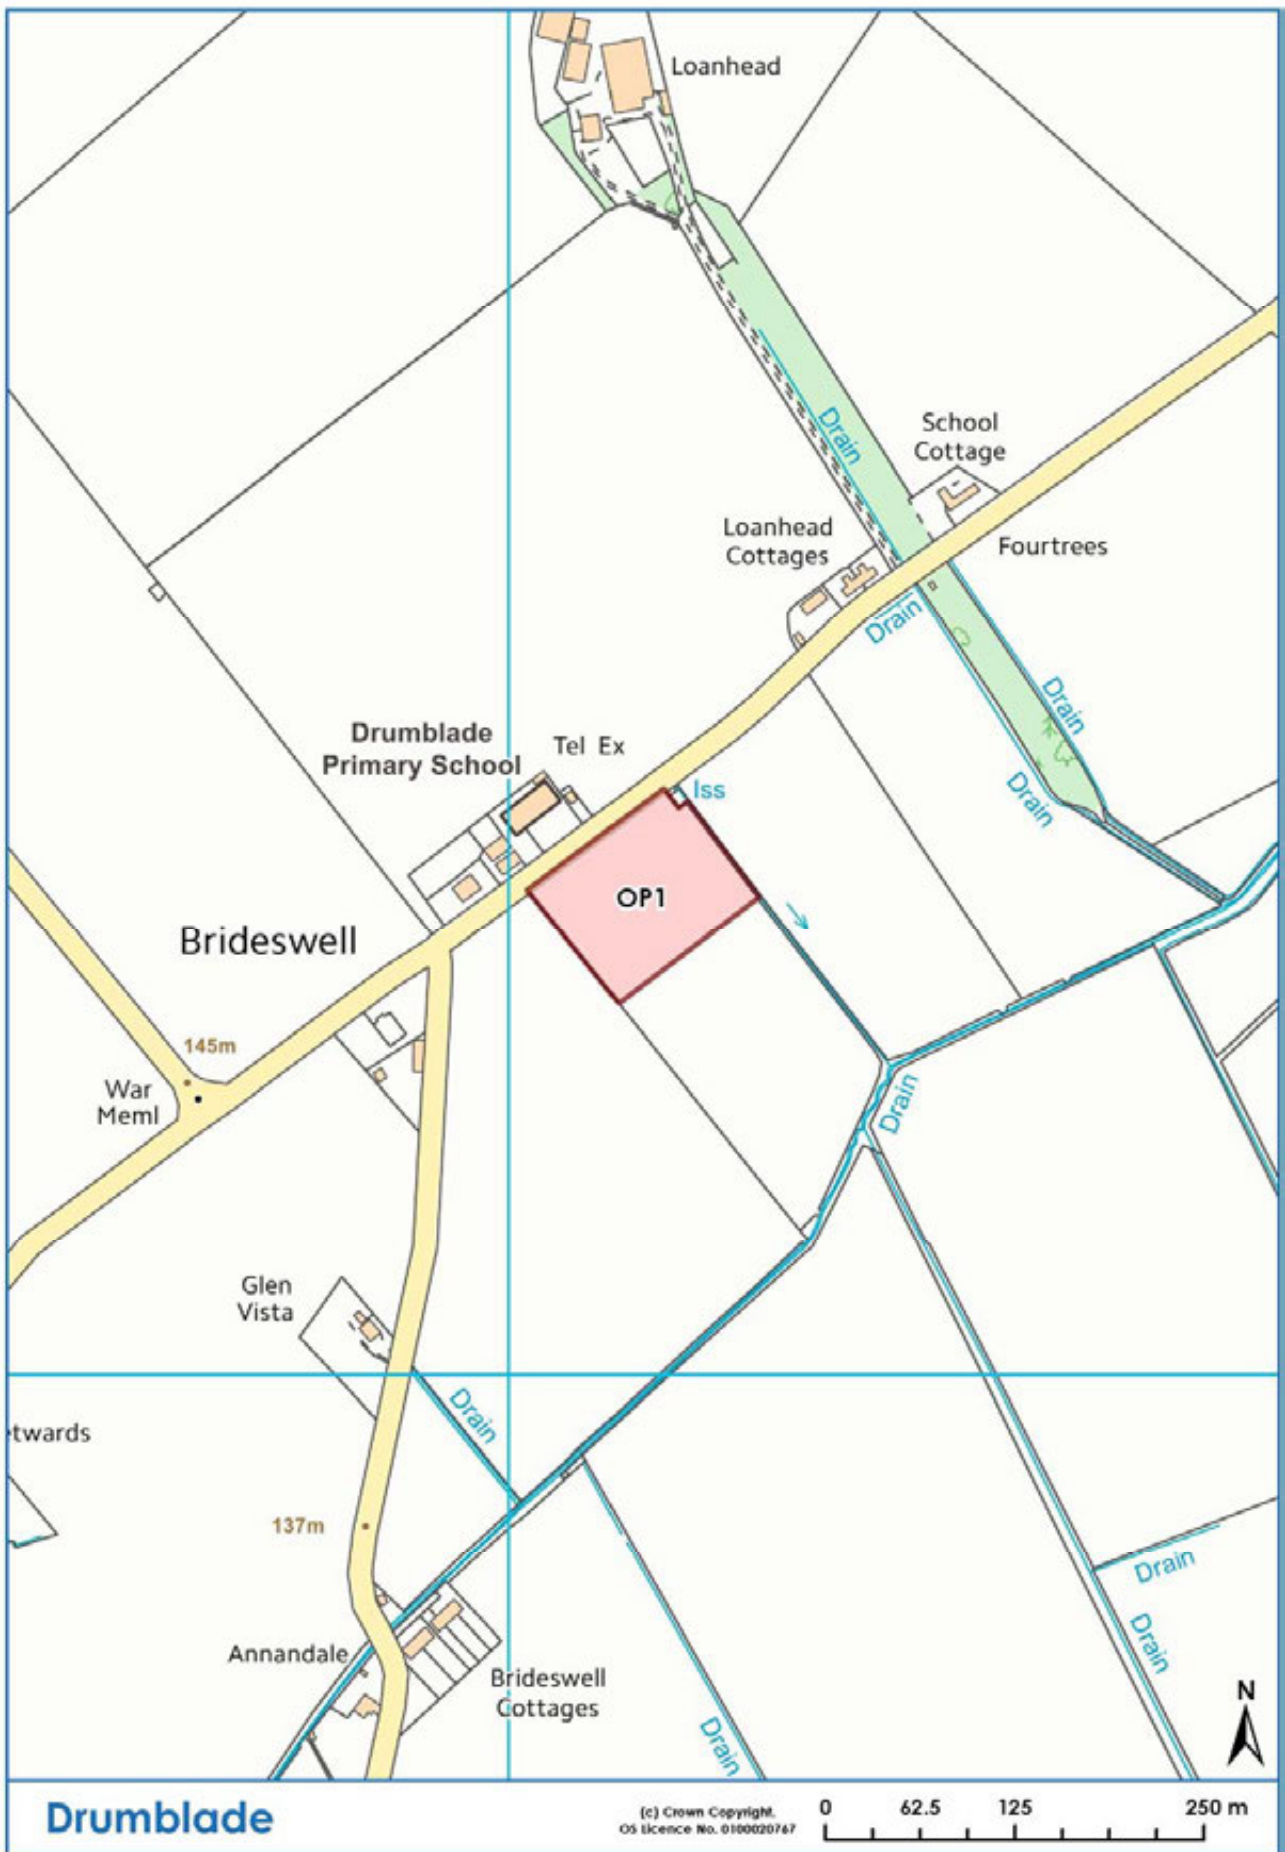 Loanhead
Drain
School
Cottage
Loanhead
Cottages
Fourtrees
Drain
Drain
Drumblade
Primary School
Tel Ex
Iss
Drain
OP1
Brideswell
145m
War
Meml
Drain
Glen
Vista
Drain
twards
137m
Drain
Drain
Annandale
Brideswell
Cottages
Drain
N
Drumblade
(c) Crown Copyright.
OS Licence No. 0100020767
0 62.5 125 250 m